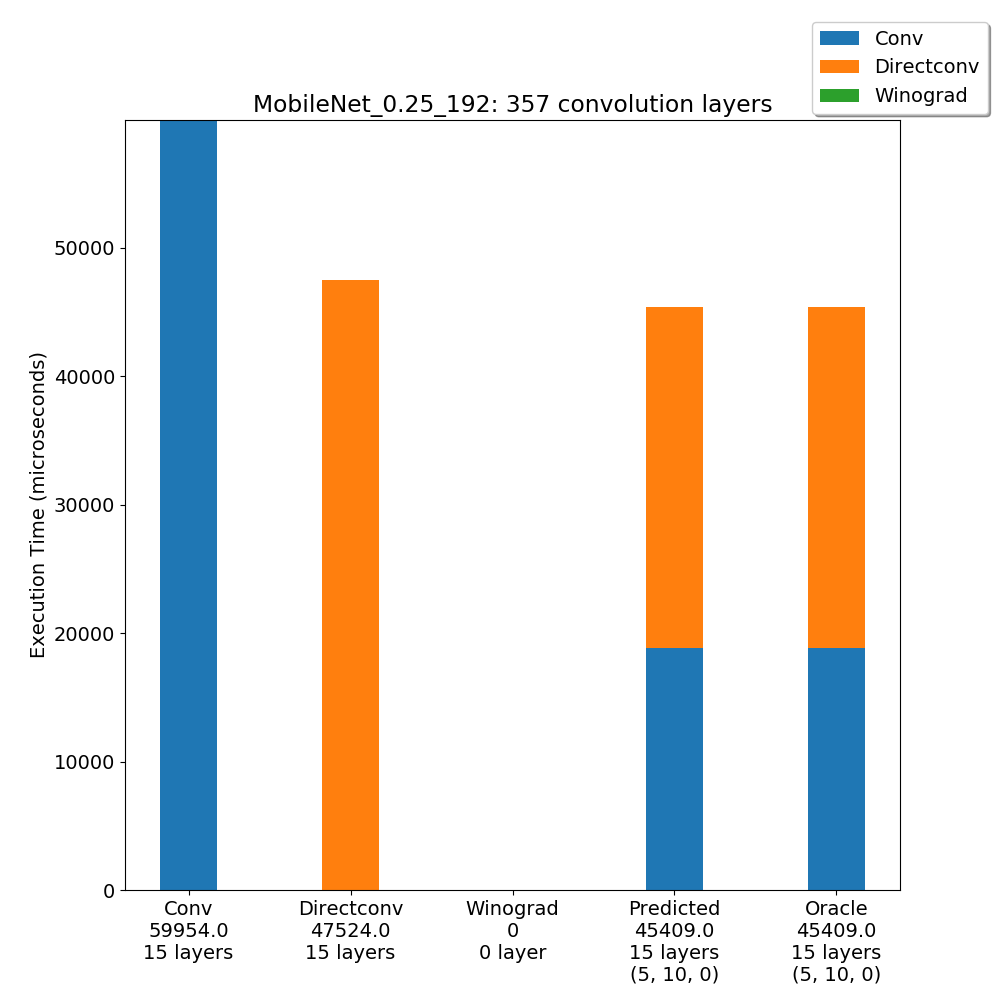 Conv
Directconv
Winograd
MobileNet_0.25_192: 357 convolution layers
Execution Time (microseconds)
50000
40000
30000
20000
10000
0
Conv
59954.0
15 layers
Directconv
47524.0
15 layers
Winograd
0
0 layer
Predicted
45409.0
15 layers
(5, 10, 0)
Oracle
45409.0
15 layers
(5, 10, 0)